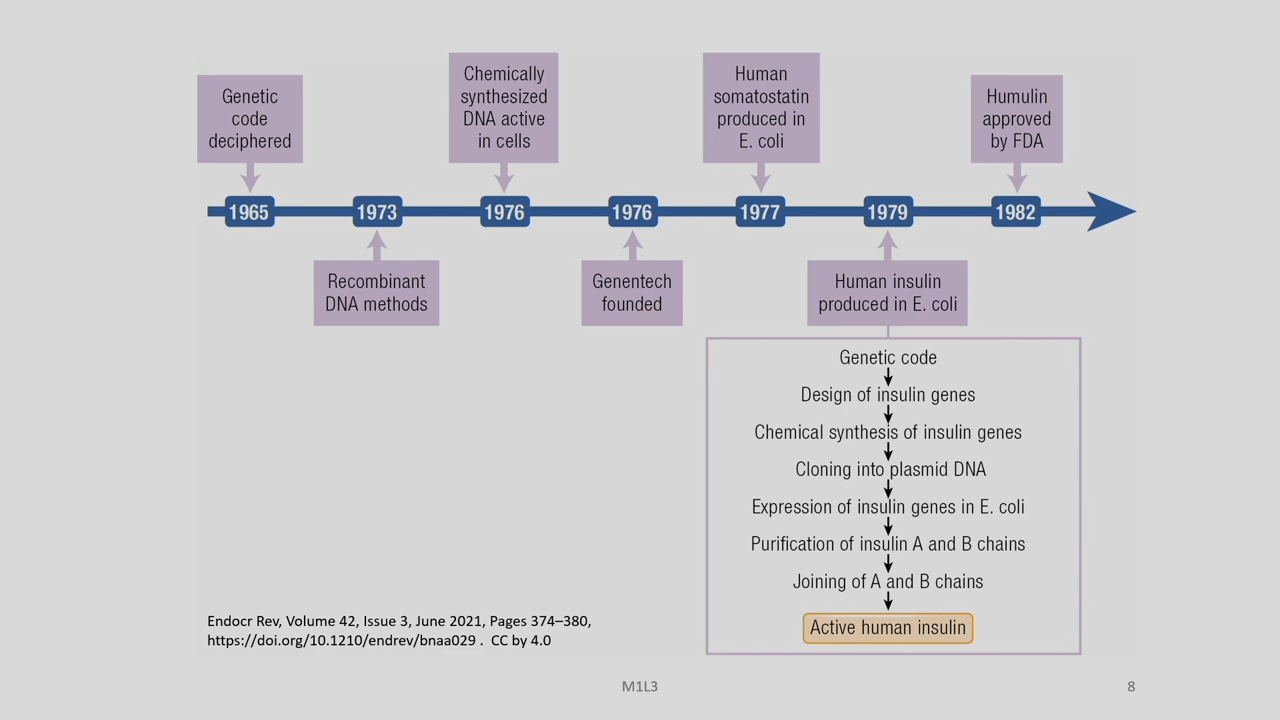 Genetic
code
deciphered
Chemically
synthesized
DNA active
in cells
Human
somatostatin
produced in
E. coli
Humulin
approved
by FDA
1965
1973
1976
1976
1977
1979
1982
Recombinant
DNA methods
Genentech
founded
Human insulin
produced in E. coli
Genetic code
Design of insulin genes
Chemical synthesis of insulin genes
Cloning into plasmid DNA
Expression of insulin genes in E. coli
Purification of insulin A and B chains
Joining of A and B chains
Active human insulin
Endocr Rev, Volume 42, Issue 3, June 2021, Pages 374–380,
https://doi.org/10.1210/endrev/bnaa029 . CC by 4.0
M1L3
8